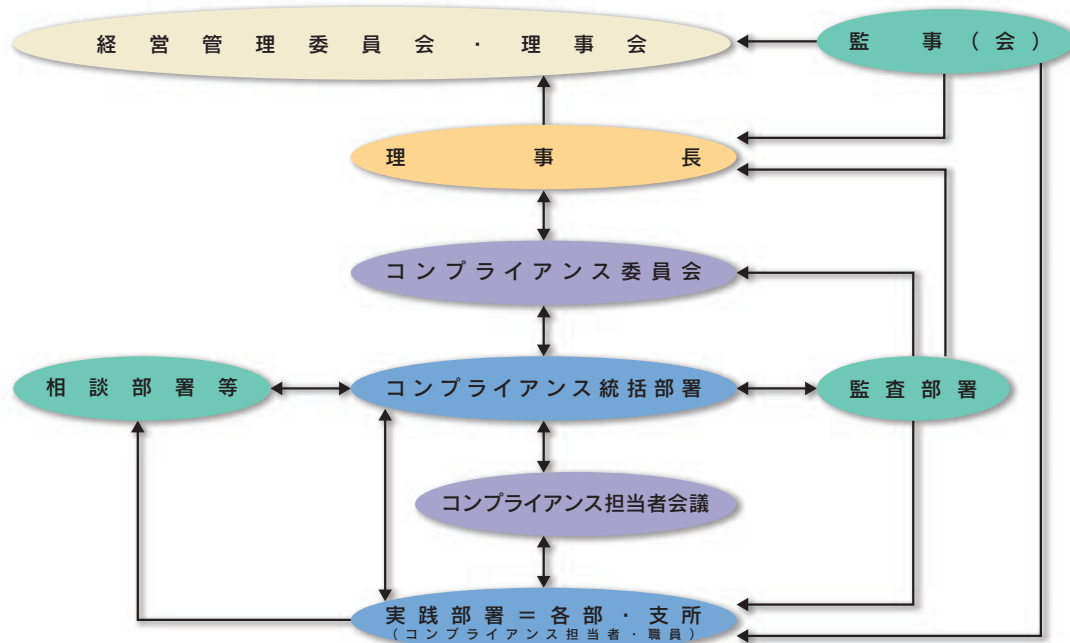 経営管理委員会・理事会
監事(会)
理事長
コンプライアンス委員会
相談部署等
コンプライアンス統括部署
監査部署
コンプライアンス担当者会議
実践部署=各部・支所
(コンプライアンス担当者・職員)